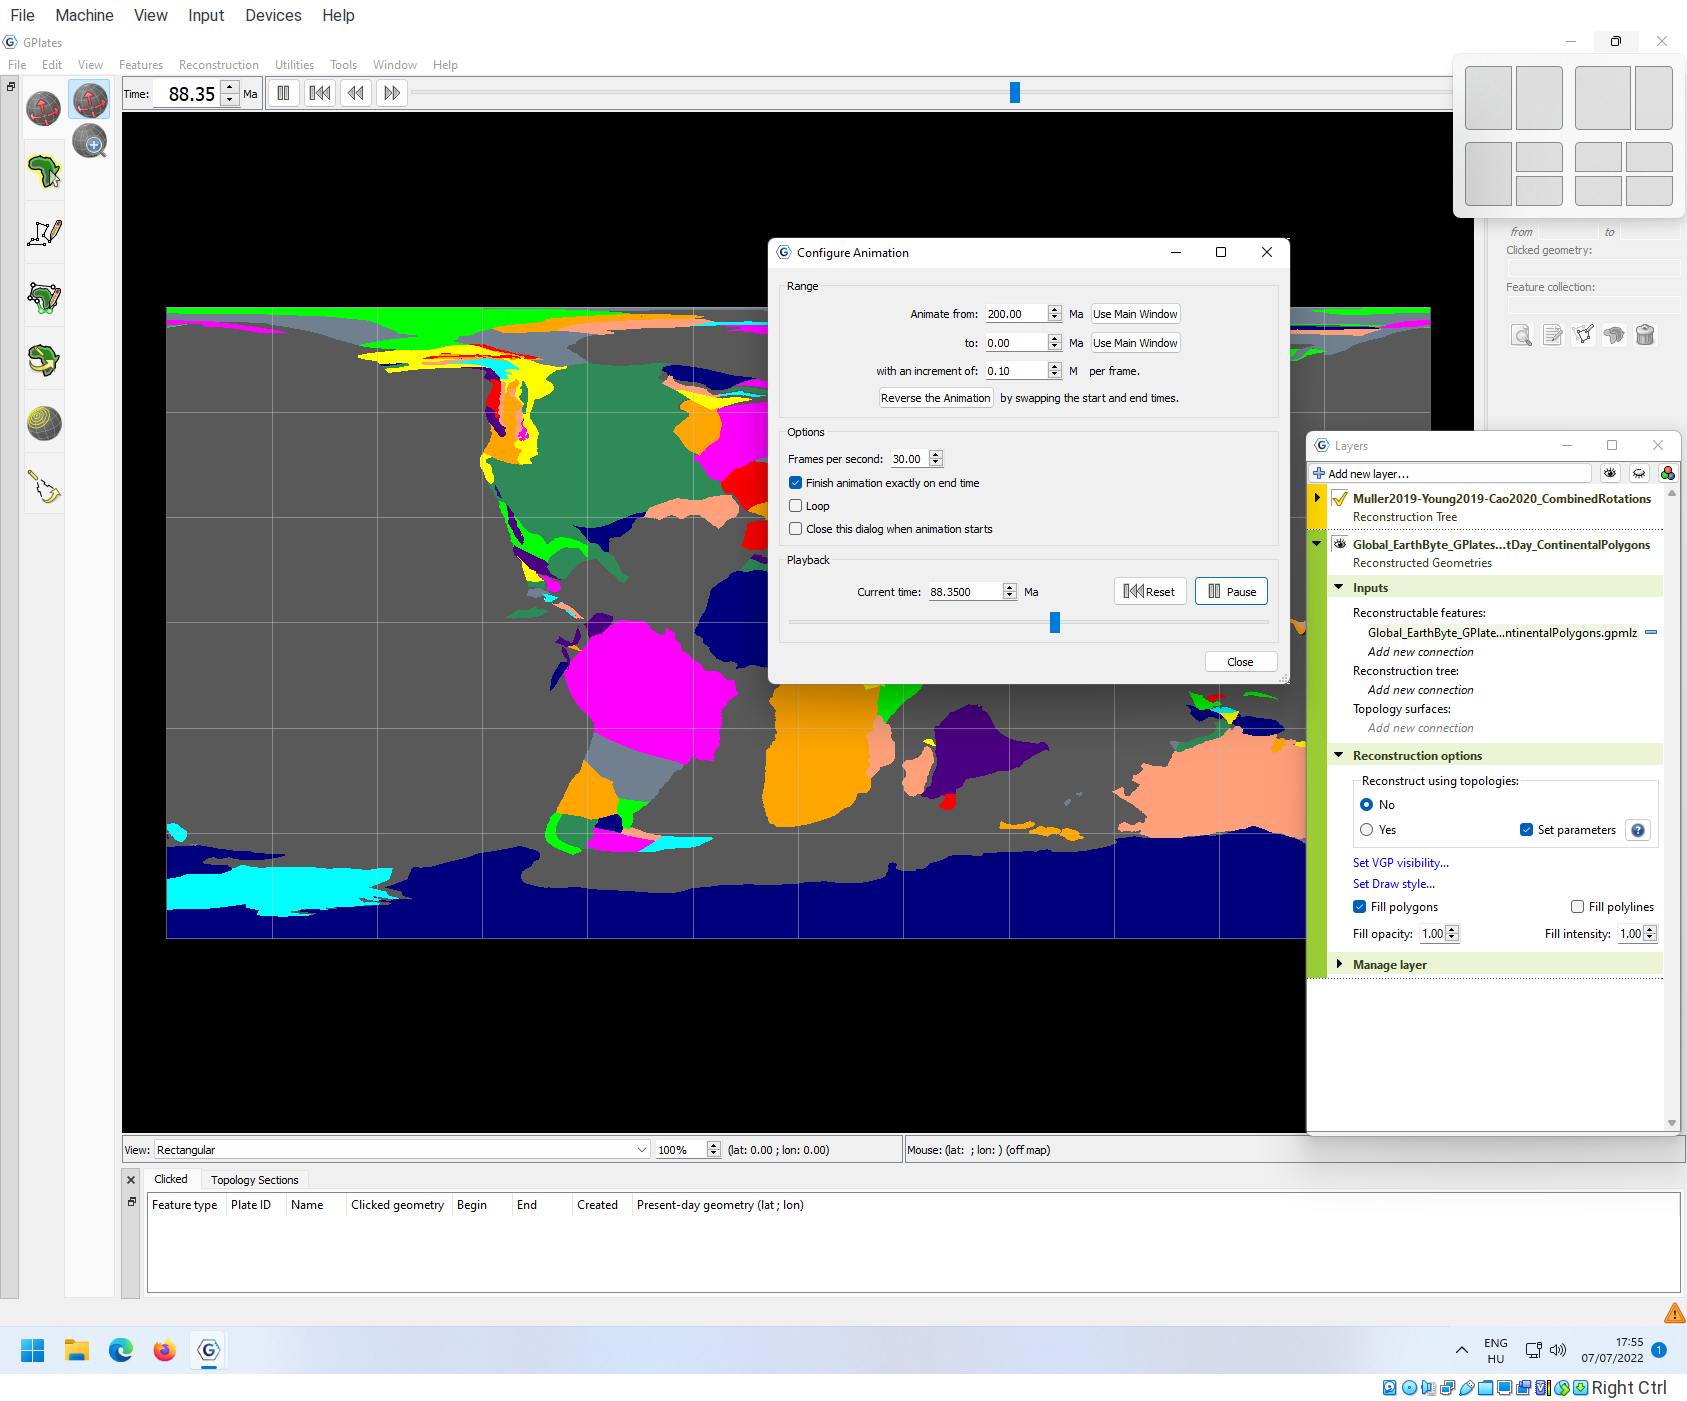 File Machine View Input Devices Help
GPlates
File Edit View Features Reconstruction Utilities Tools Window Help
Time: 88.35 Ma
from to
Clicked geometry:
Feature collection:
Configure Animation
Range
Animate from: 200.00 Ma Use Main Window
to: 0.00 Ma Use Main Window
with an increment of: 0.10 M per frame.
Reverse the Animation by swapping the start and end times.
Options
Frames per second: 30.00
Finish animation exactly on end time
Loop
Close this dialog when animation starts
Playback
Current time: 88.3500 Ma Reset Pause
Close
Layers
Add new layer...
Muller2019-Young2019-Cao2020_CombinedRotations
Reconstruction Tree
Global_EarthByte_GPlates...tDay_ContinentalPolygons
Reconstructed Geometries
Inputs
Reconstructable features:
Global_EarthByte_GPlate...ntinentalPolygons.gpmlz
Add new connection
Reconstruction tree:
Add new connection
Topology surfaces:
Add new connection
Reconstruction options
Reconstruct using topologies:
No
Yes Set parameters
Set VGP visibility...
Set Draw style...
Fill polygons Fill polylines
Fill opacity: 1.00 Fill intensity: 1.00
Manage layer
View: Rectangular 100% (lat: 0.00 ; lon: 0.00) Mouse: (lat: ; lon: ) (off map)
Clicked Topology Sections
Feature type Plate ID Name Clicked geometry Begin End Created Present-day geometry (lat ; lon)
ENG
HU
17:55
07/07/2022
1
Right Ctrl